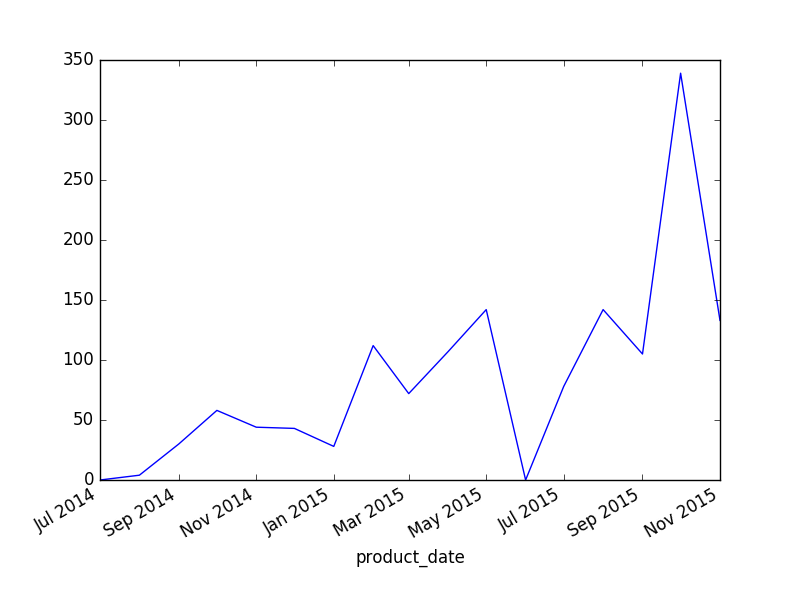 350
300
250
200
150
100
50
0
Jul 2014
Sep 2014
Nov 2014
Jan 2015
Mar 2015
May 2015
Jul 2015
Sep 2015
Nov 2015
product_date